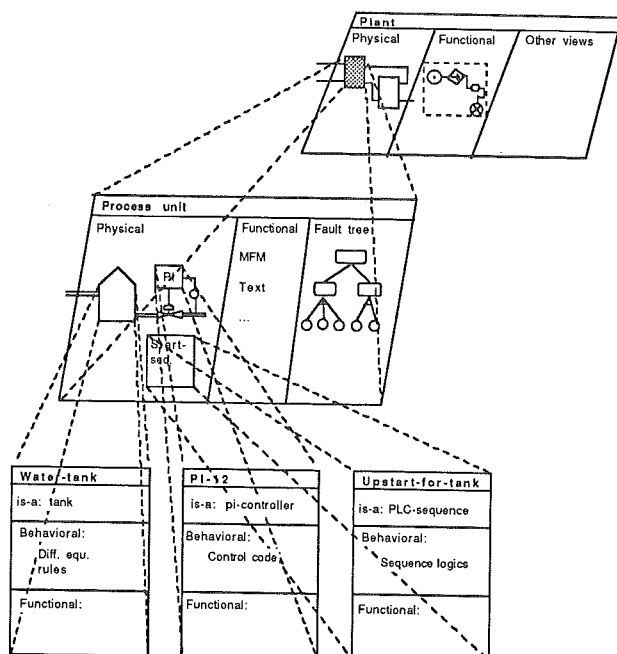 Plant
Physical
Functional
Other views
Process unit
Physical
Functional
Fault tree
MFM
Text
...
PI
Start-
seq.
Water-tank
is-a: tank
Behavioral:
Diff. equ.
rules
Functional:
PI-12
is-a: pi-controller
Behavioral:
Control code
Functional:
Upstart-for-tank
is-a: PLC-sequence
Behavioral:
Sequence logics
Functional: